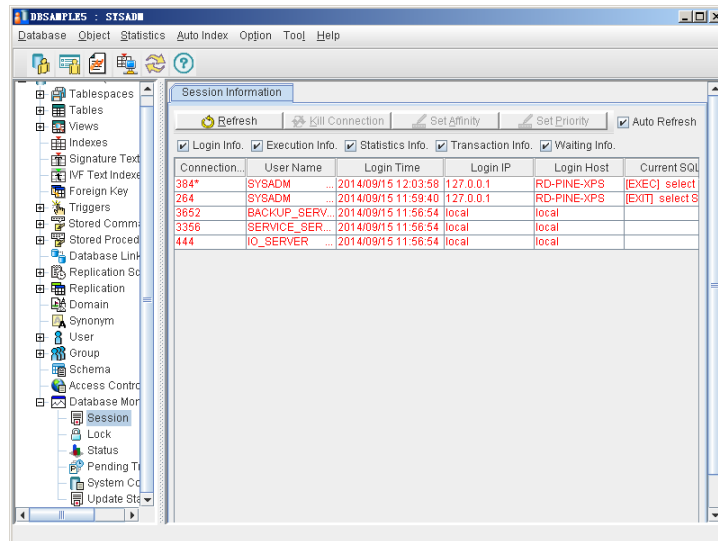 DBSAMPLE5 : SYSADM
Database Object Statistics Auto Index Option Tool Help
Tablespaces
Tables
Views
Indexes
Signature Text
IVF Text Indexe
Foreign Key
Triggers
Stored Comm
Stored Proced
Database Link
Replication Sc
Replication
Domain
Synonym
User
Group
Schema
Access Contro
Database Mon
Session
Lock
Status
Pending Tr
System Co
Update Sta
Session Information
Refresh Kill Connection Set Affinity Set Priority Auto Refresh
Login Info. Execution Info. Statistics Info. Transaction Info. Waiting Info.
Connection... User Name Login Time Login IP Login Host Current SQL
384* SYSADM ... 2014/09/15 12:03:58 127.0.0.1 RD-PINE-XPS [EXEC] select
264 SYSADM ... 2014/09/15 11:59:40 127.0.0.1 RD-PINE-XPS [EXIT] select S
3652 BACKUP_SERV... 2014/09/15 11:56:54 local local
3356 SERVICE_SER... 2014/09/15 11:56:54 local local
444 IO_SERVER ... 2014/09/15 11:56:54 local local